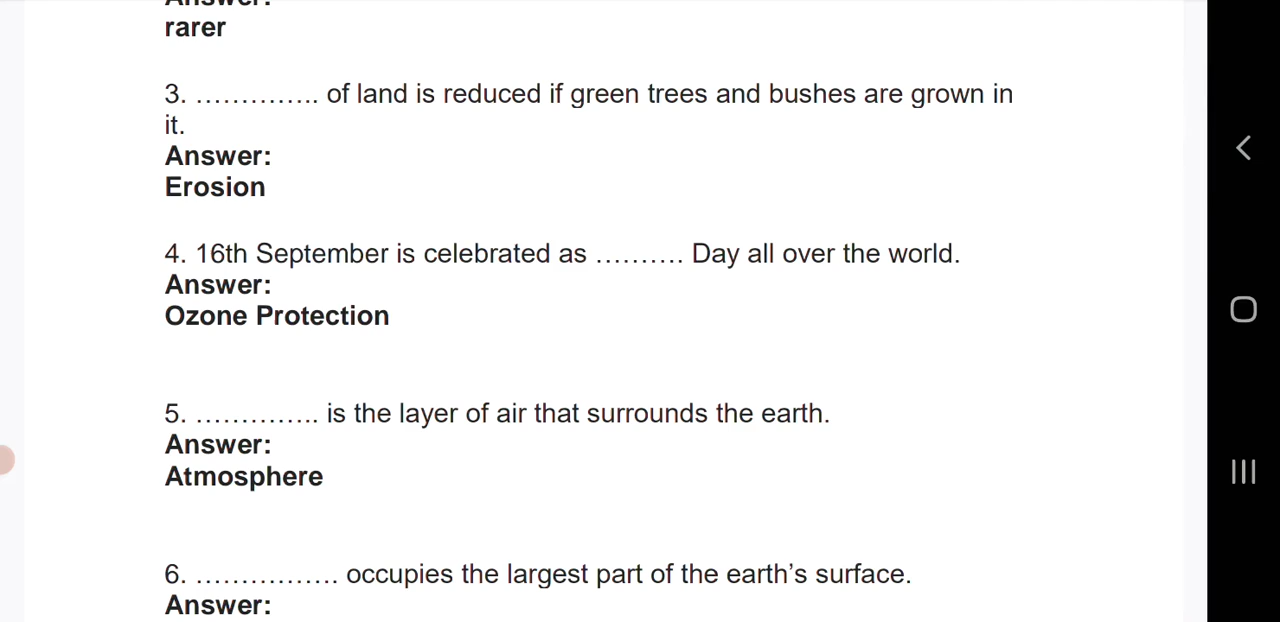 Answer:
rarer
3. .............. of land is reduced if green trees and bushes are grown in
it.
Answer:
Erosion
4. 16th September is celebrated as .......... Day all over the world.
Answer:
Ozone Protection
5. .............. is the layer of air that surrounds the earth.
Answer:
Atmosphere
6. ................ occupies the largest part of the earth’s surface.
Answer: